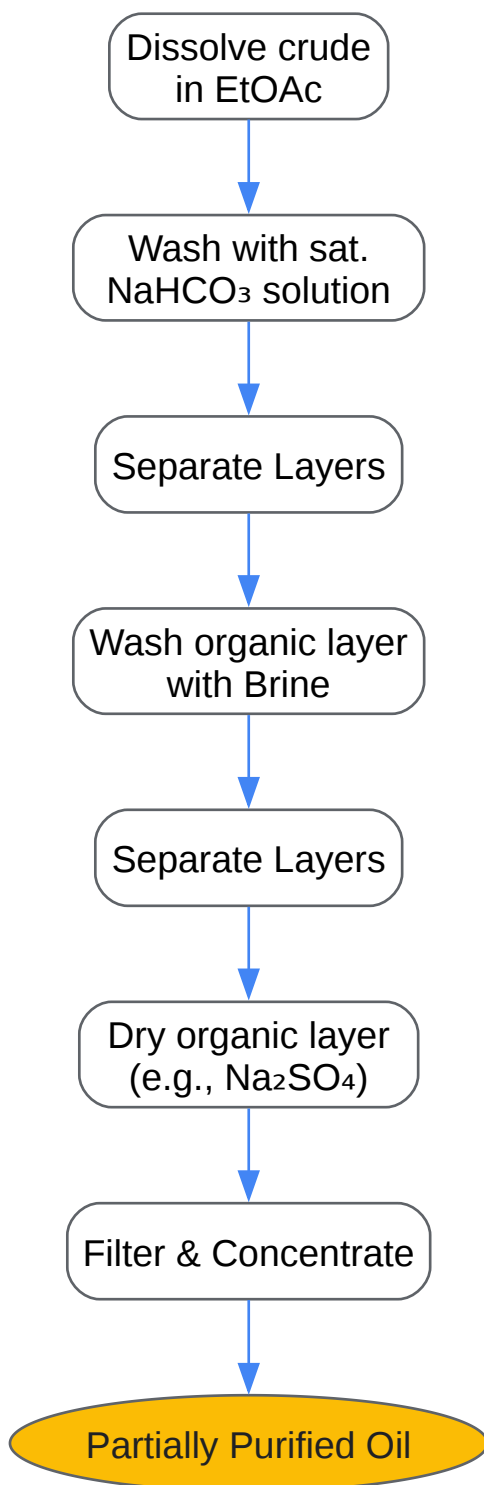 Dissolve crude
in EtOAc
Wash with sat.
NaHCO₃ solution
Separate Layers
Wash organic layer
with Brine
Separate Layers
Dry organic layer
(e.g., Na₂SO₄)
Filter & Concentrate
Partially Purified Oil